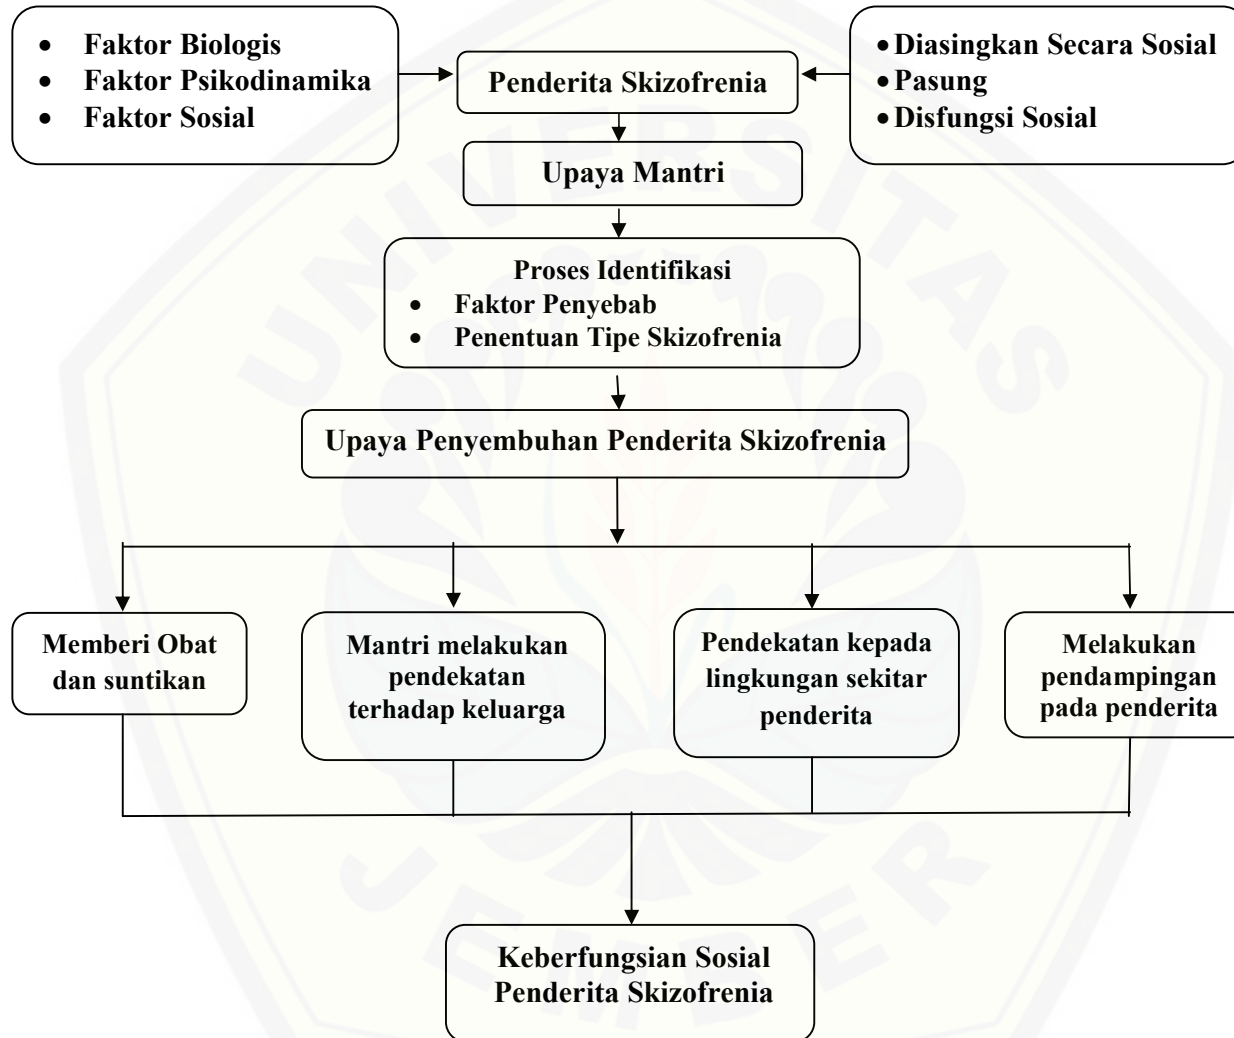 • Faktor Biologis
• Faktor Psikodinamika
• Faktor Sosial
Penderita Skizofrenia
• Diasingkan Secara Sosial
• Pasung
• Disfungsi Sosial
Upaya Mantri
Proses Identifikasi
• Faktor Penyebab
• Penentuan Tipe Skizofrenia
Upaya Penyembuhan Penderita Skizofrenia
Memberi Obat
dan suntikan
Mantri melakukan
pendekatan
terhadap keluarga
Pendekatan kepada
lingkungan sekitar
penderita
Melakukan
pendampingan
pada penderita
Keberfungsian Sosial
Penderita Skizofrenia
UNIVERSITAS
JEMBER